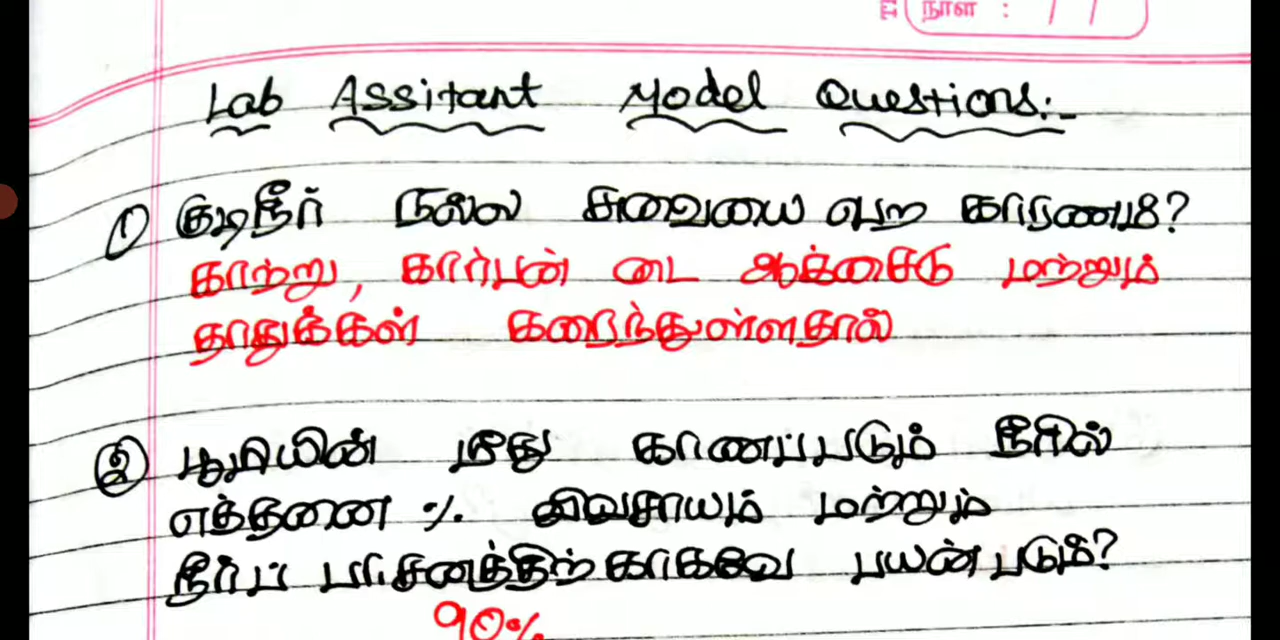 நாள் : / /
Lab Assitant Model Questions:-
1) குடிநீர் நல்ல சுவையை பெற காரணம்?
காற்று, கார்பன் டை ஆக்சைடு மற்றும்
தாதுக்கள் கரைந்துள்ளதால்
2) பூமியின் மீது காணப்படும் நீரில்
எத்தனை % விவசாயம் மற்றும்
நீர்ப் பாசனத்திற்காகவே பயன்படும்?
90%